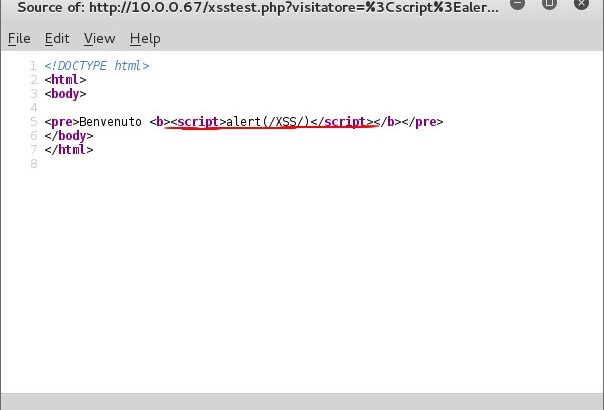 Source of: http://10.0.0.67/xsstest.php?visitatore=%3Cscript%3Ealer...
File Edit View Help
1 <!DOCTYPE html>
2 <html>
3 <body>
4
5 <pre>Benvenuto <b><script>alert(/XSS/)</script></b></pre>
6 </body>
7 </html>
8